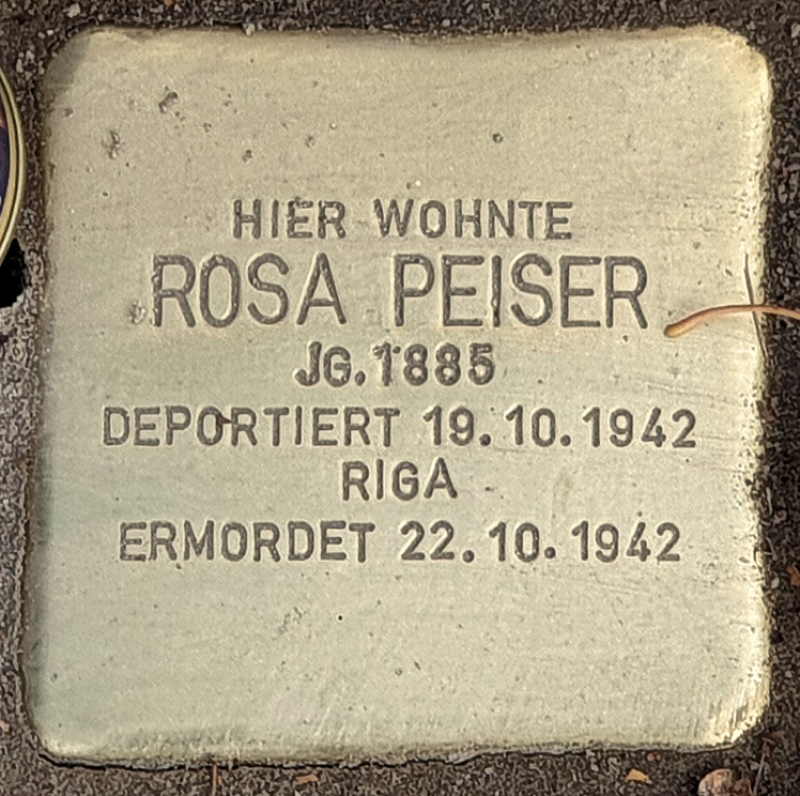 HIER WOHNTE
ROSA PEISER
JG.1885
DEPORTIERT 19.10.1942
RIGA
ERMORDET 22.10.1942